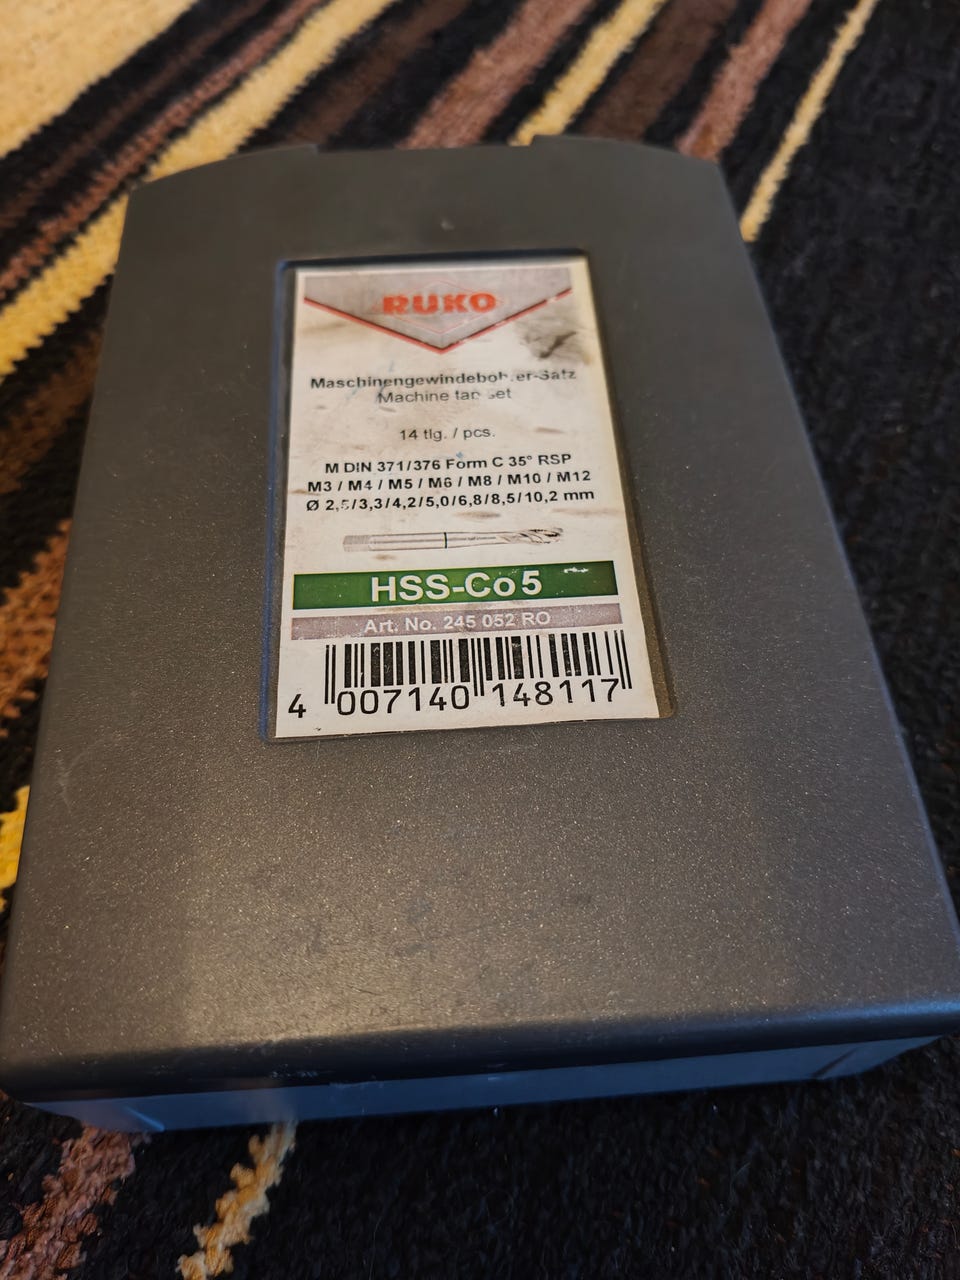 RUKO
Maschinengewindebohrer-Satz
Machine tap set
14 tlg. / pcs.
M DIN 371/376 Form C 35° RSP
M3 / M4 / M5 / M6 / M8 / M10 / M12
Ø 2,5/3,3/4,2/5,0/6,8/8,5/10,2 mm
HSS-Co 5
Art. No. 245 052 RO
4 007140 148117